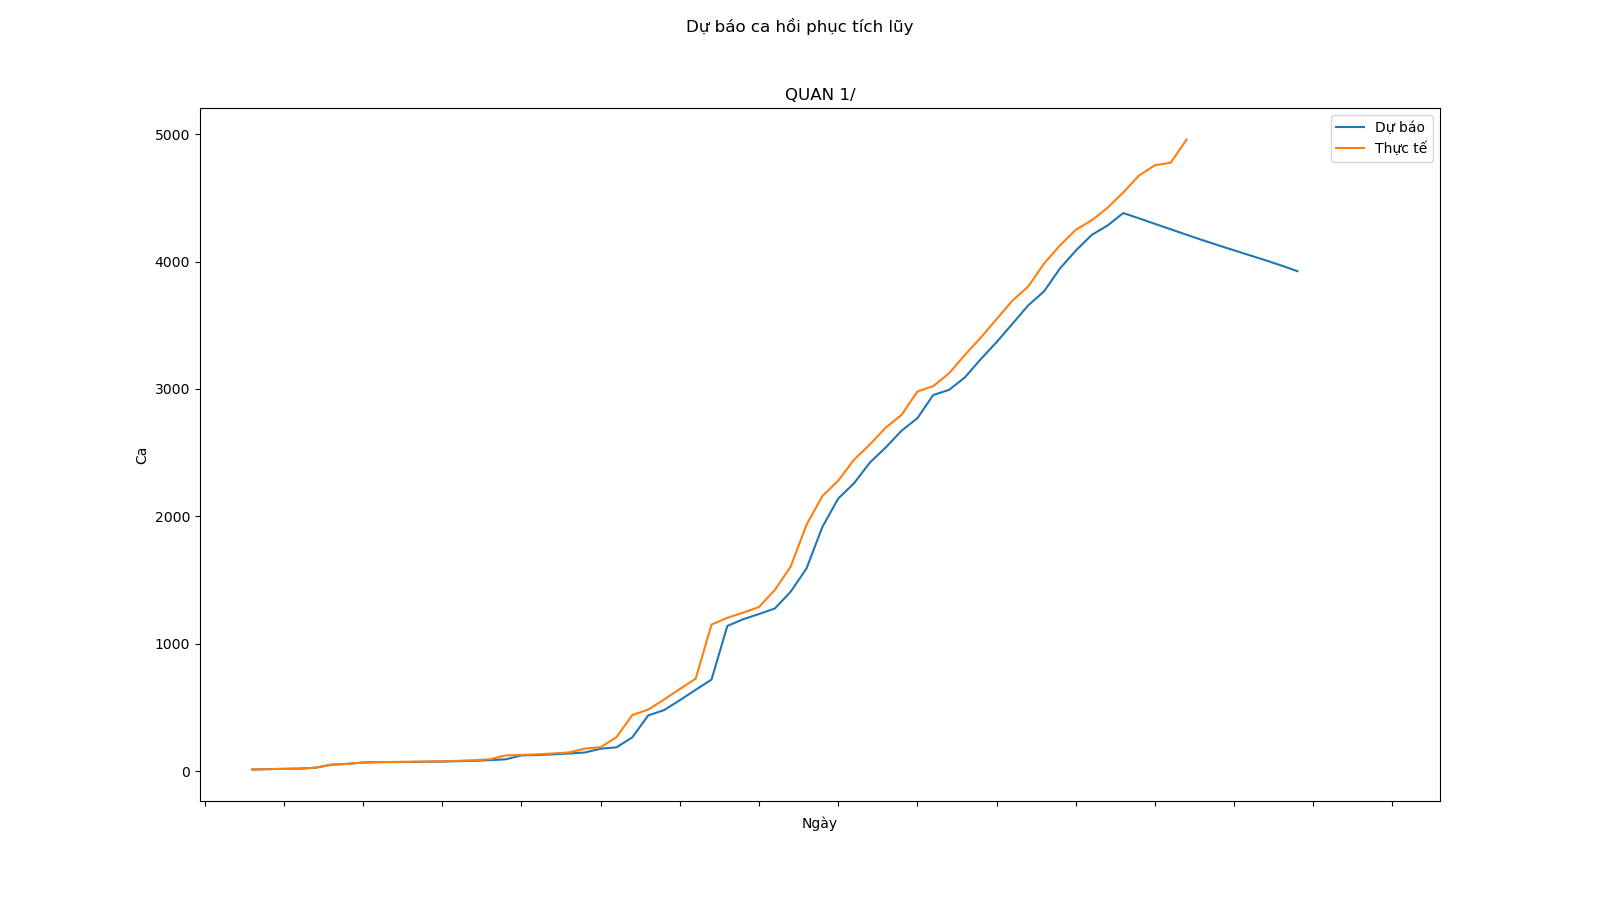 Dự báo ca hồi phục tích lũy
QUAN 1/
Dự báo
Thực tế
5000
4000
3000
2000
1000
0
Ca
Ngày